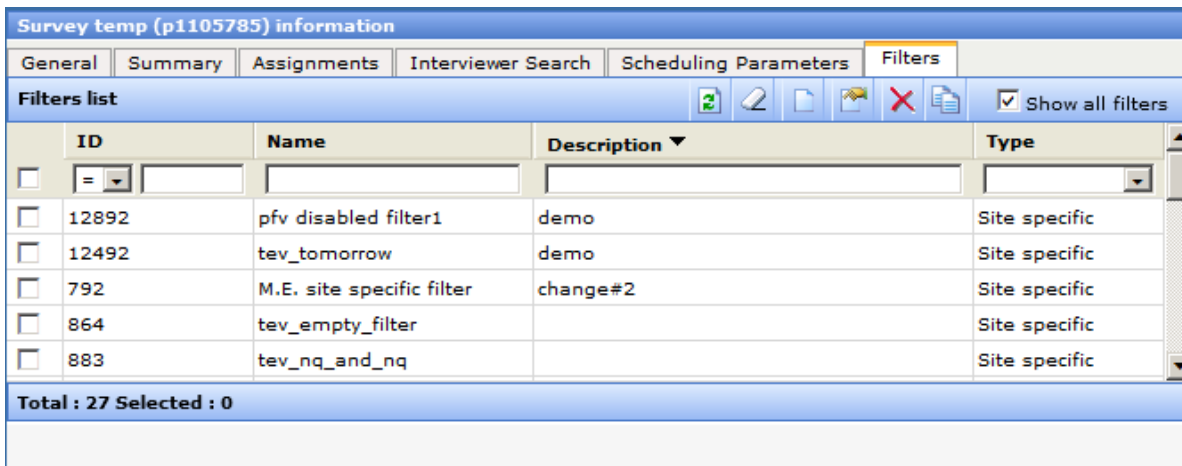 Survey temp (p1105785) information
General Summary Assignments Interviewer Search Scheduling Parameters Filters
Filters list Show all filters
ID Name Description Type
=
12892 pfv disabled filter1 demo Site specific
12492 tev_tomorrow demo Site specific
792 M.E. site specific filter change#2 Site specific
864 tev_empty_filter Site specific
883 tev_nq_and_nq Site specific
Total : 27 Selected : 0